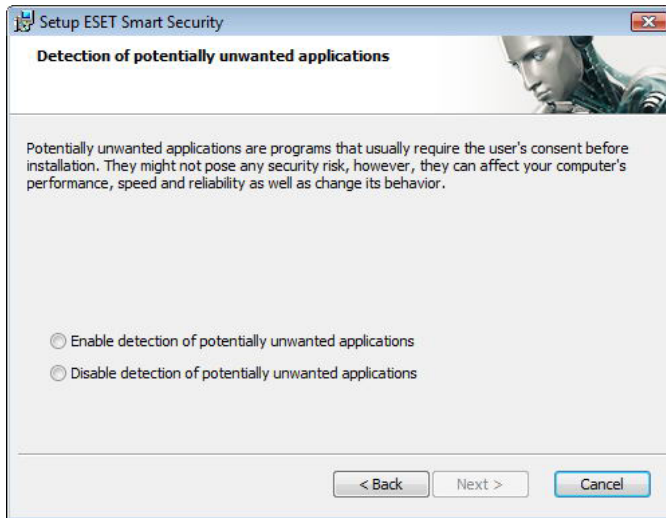 Setup ESET Smart Security
Detection of potentially unwanted applications
Potentially unwanted applications are programs that usually require the user's consent before
installation. They might not pose any security risk, however, they can affect your computer's
performance, speed and reliability as well as change its behavior.
Enable detection of potentially unwanted applications
Disable detection of potentially unwanted applications
< Back
Next >
Cancel